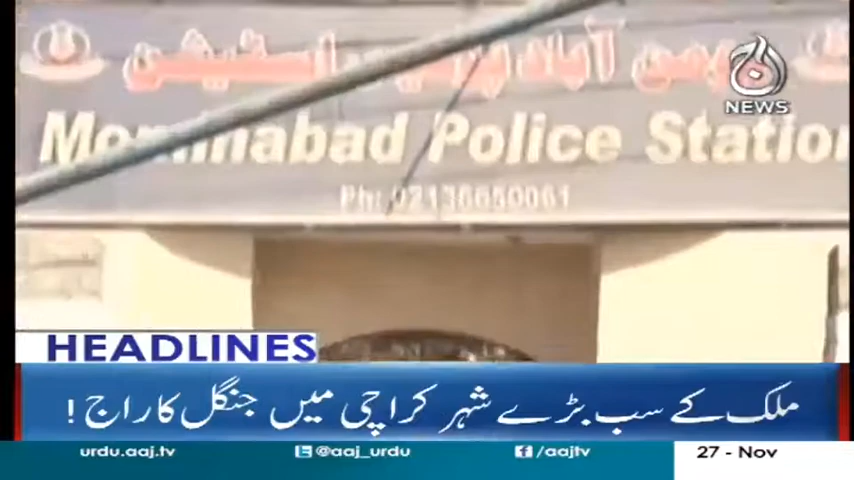 مومن آباد پولیس اسٹیشن
آج
NEWS
Mominabad Police Station
Ph: 02136650061
HEADLINES
ملک کے سب بڑے شہر کراچی میں جنگل کا راج !
urdu.aaj.tv
@aaj_urdu
/aajtv
27 - Nov